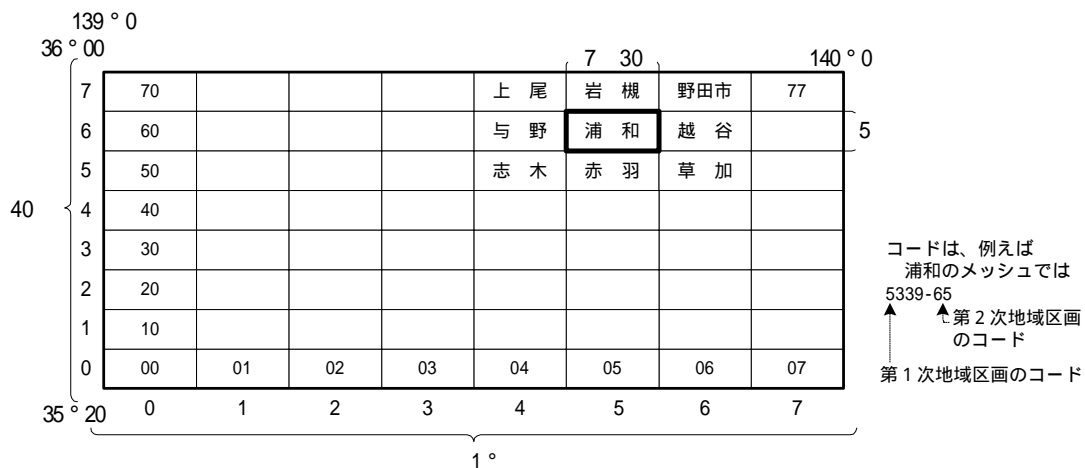 139 ° 0
36 ° 00
7 30
140 ° 0
7 70 上 尾 岩 槻 野田市 77
6 60 与 野 浦 和 越 谷 5
5 50 志 木 赤 羽 草 加
40
4 40
3 30
2 20
1 10
0 00 01 02 03 04 05 06 07
35 ° 20
0 1 2 3 4 5 6 7
1 °
コードは、例えば
浦和のメッシュでは
5339-65
第2次地域区画
のコード
第1次地域区画のコード